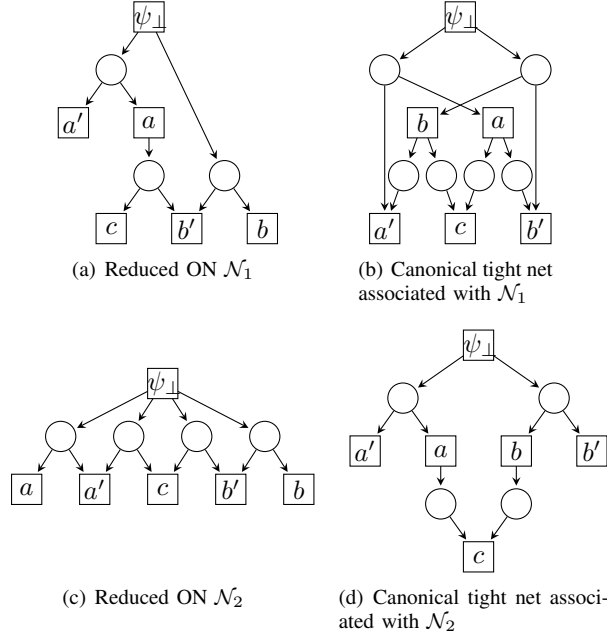 ψ⊥
a′ a
c b′ b
(a) Reduced ON 𝒩₁
ψ⊥
b a
a′ c b′
(b) Canonical tight net
associated with 𝒩₁
ψ⊥
a a′ c b′ b
(c) Reduced ON 𝒩₂
ψ⊥
a′ a b b′
c
(d) Canonical tight net associ-
ated with 𝒩₂